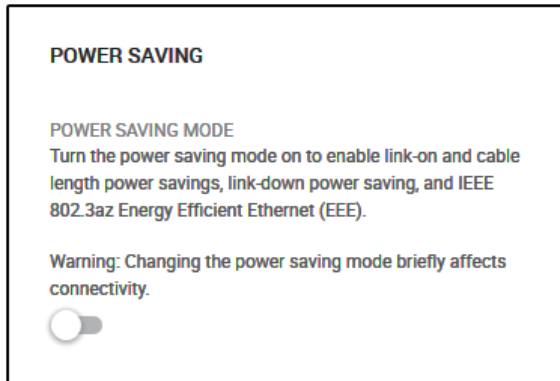 POWER SAVING
POWER SAVING MODE
Turn the power saving mode on to enable link-on and cable
length power savings, link-down power saving, and IEEE
802.3az Energy Efficient Ethernet (EEE).
Warning: Changing the power saving mode briefly affects
connectivity.